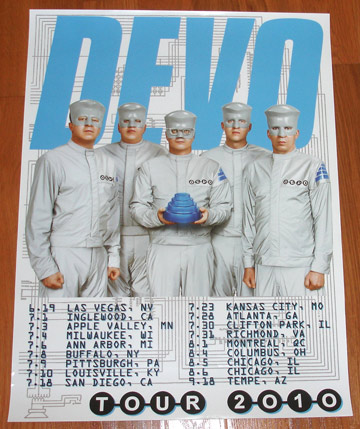 DEVO
DEVO
DEVO
6.19 LAS VEGAS, NV
7.1 INGLEWOOD, CA
7.3 APPLE VALLEY, MN
7.4 MILWAUKEE, WI
7.6 ANN ARBOR, MI
7.8 BUFFALO, NY
7.9 PITTSBURGH, PA
7.10 LOUISVILLE, KY
7.18 SAN DIEGO, CA
7.23 KANSAS CITY, MO
7.28 ATLANTA, GA
7.30 CLIFTON PARK, IL
7.31 RICHMOND, VA
8.1 MONTREAL, QC
8.4 COLUMBUS, OH
8.5 CHICAGO, IL
8.6 CHICAGO, IL
9.18 TEMPE, AZ
TOUR 2010